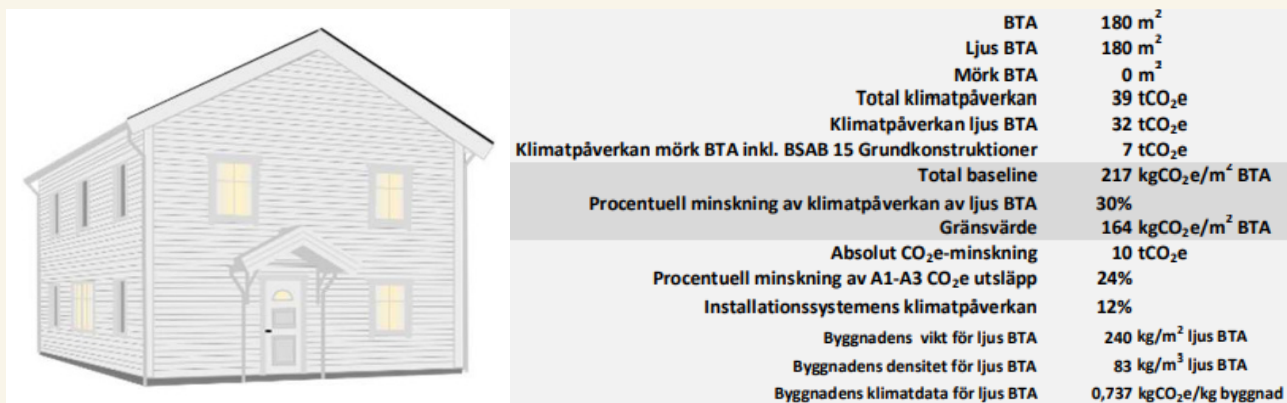 BTA 180 m²
Ljus BTA 180 m²
Mörk BTA 0 m²
Total klimatpåverkan 39 tCO₂e
Klimatpåverkan ljus BTA 32 tCO₂e
Klimatpåverkan mörk BTA inkl. BSAB 15 Grundkonstruktioner 7 tCO₂e
Total baseline 217 kgCO₂e/m² BTA
Procentuell minskning av klimatpåverkan av ljus BTA 30%
Gränsvärde 164 kgCO₂e/m² BTA
Absolut CO₂e-minskning 10 tCO₂e
Procentuell minskning av A1-A3 CO₂e utsläpp 24%
Installationssystemens klimatpåverkan 12%
Byggnadens vikt för ljus BTA 240 kg/m² ljus BTA
Byggnadens densitet för ljus BTA 83 kg/m³ ljus BTA
Byggnadens klimatdata för ljus BTA 0,737 kgCO₂e/kg byggnad